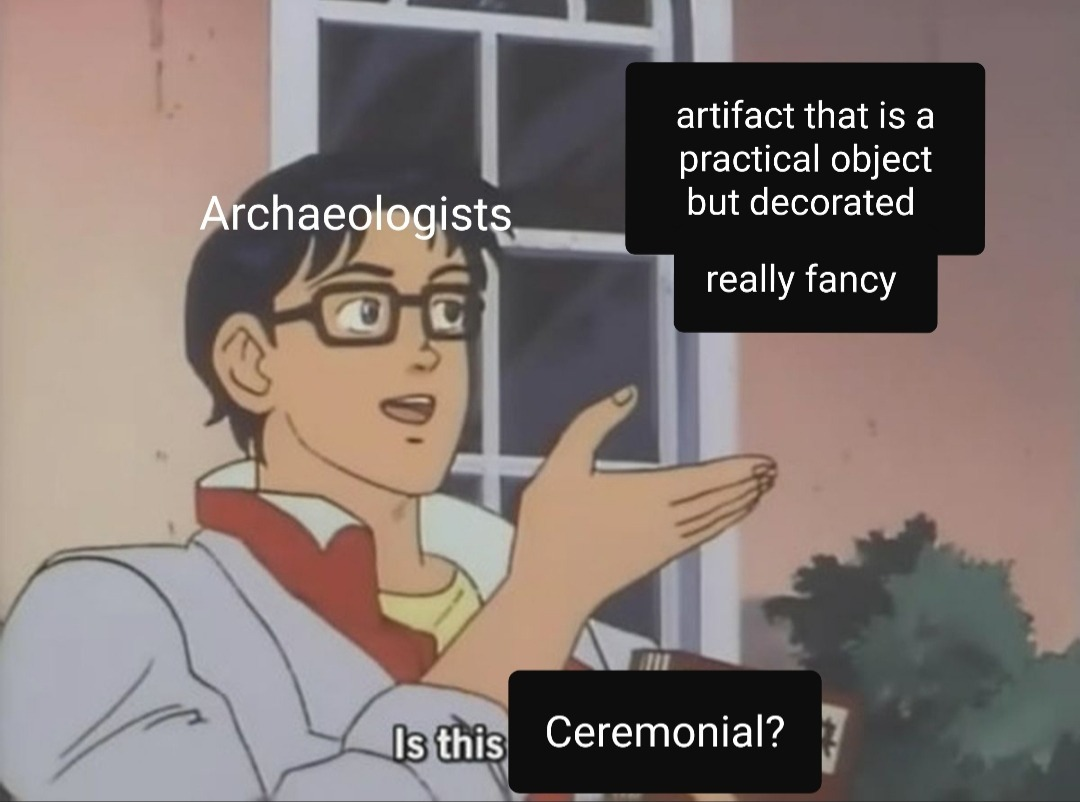 artifact that is a
practical object
but decorated
really fancy
Archaeologists
Is this Ceremonial?